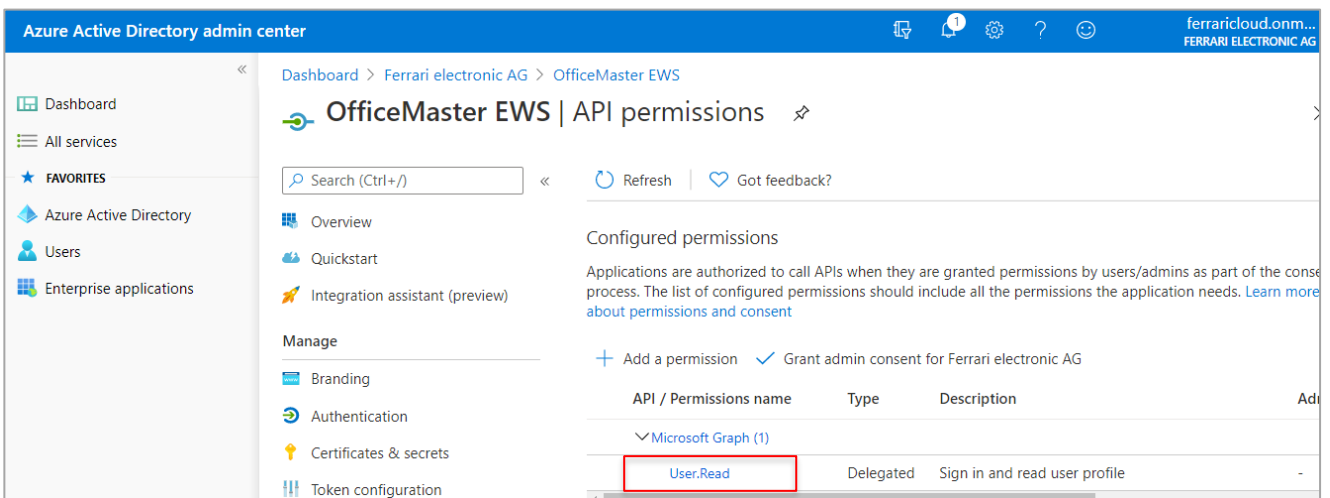 Azure Active Directory admin center
1
ferraricloud.onm...
FERRARI ELECTRONIC AG
Dashboard
All services
FAVORITES
Azure Active Directory
Users
Enterprise applications
Dashboard > Ferrari electronic AG > OfficeMaster EWS
OfficeMaster EWS | API permissions
Search (Ctrl+/)
Overview
Quickstart
Integration assistant (preview)
Manage
Branding
Authentication
Certificates & secrets
Token configuration
Refresh
Got feedback?
Configured permissions
Applications are authorized to call APIs when they are granted permissions by users/admins as part of the conse
process. The list of configured permissions should include all the permissions the application needs. Learn more
about permissions and consent
Add a permission
Grant admin consent for Ferrari electronic AG
API / Permissions name Type Description Adı
Microsoft Graph (1)
User.Read Delegated Sign in and read user profile -